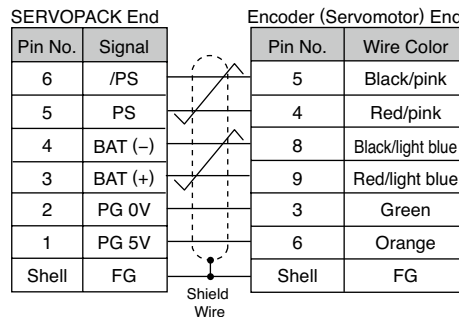 SERVOPACK End Encoder (Servomotor) End
Pin No. Signal Pin No. Wire Color
6 /PS 5 Black/pink
5 PS 4 Red/pink
4 BAT (−) 8 Black/light blue
3 BAT (+) 9 Red/light blue
2 PG 0V 3 Green
1 PG 5V 6 Orange
Shell FG Shell FG
Shield
Wire